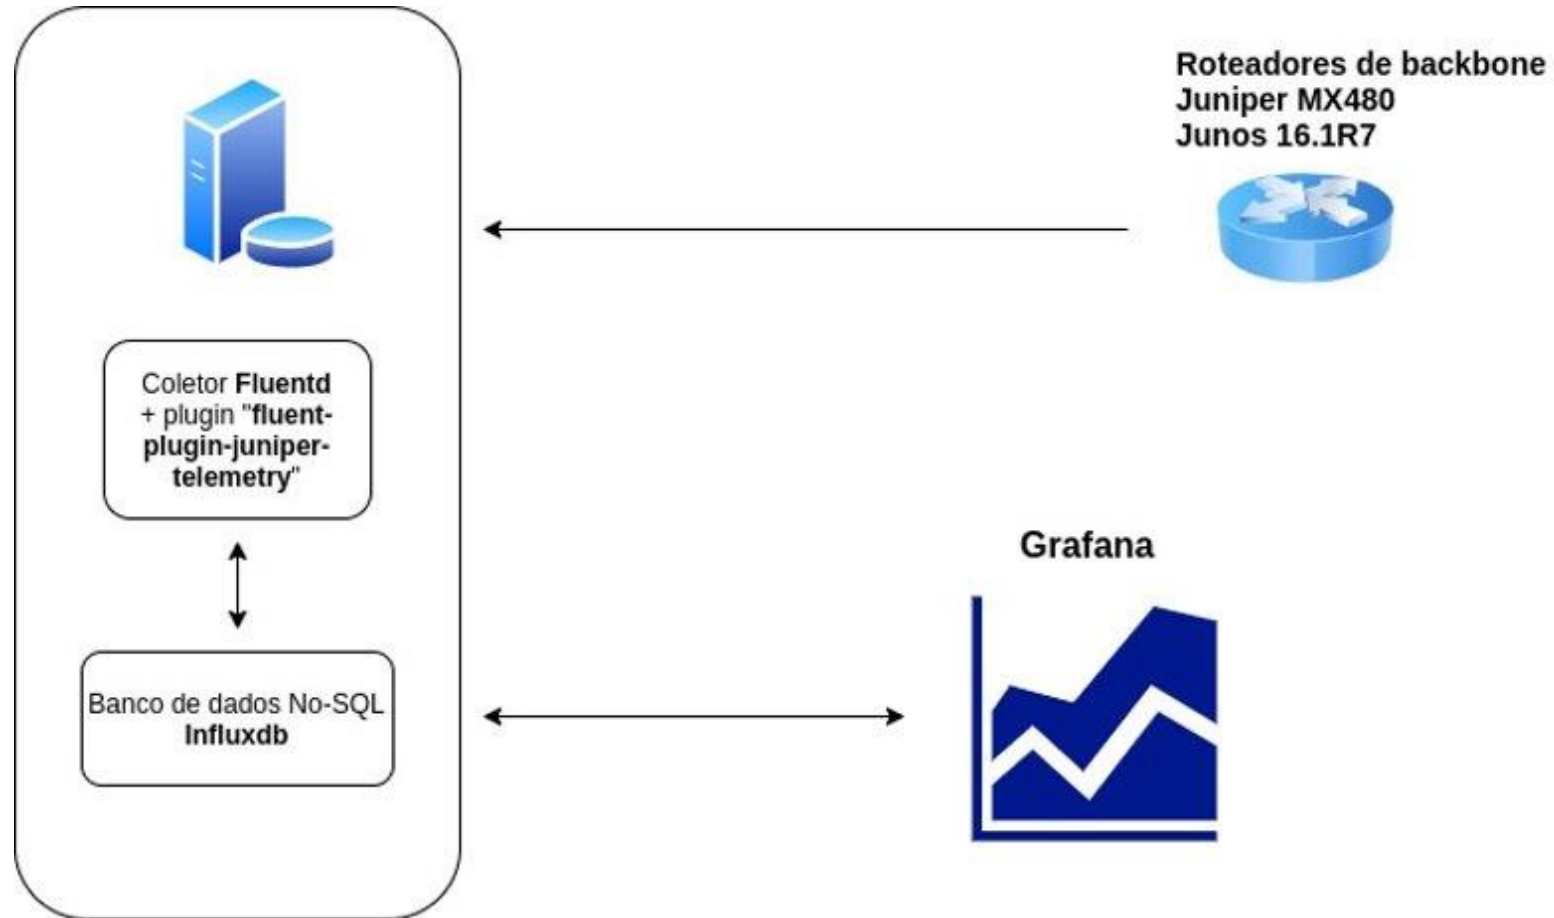 Roteadores de backbone
Juniper MX480
Junos 16.1R7
Coletor Fluentd
+ plugin "fluent-
plugin-juniper-
telemetry"
Banco de dados No-SQL
Influxdb
Grafana